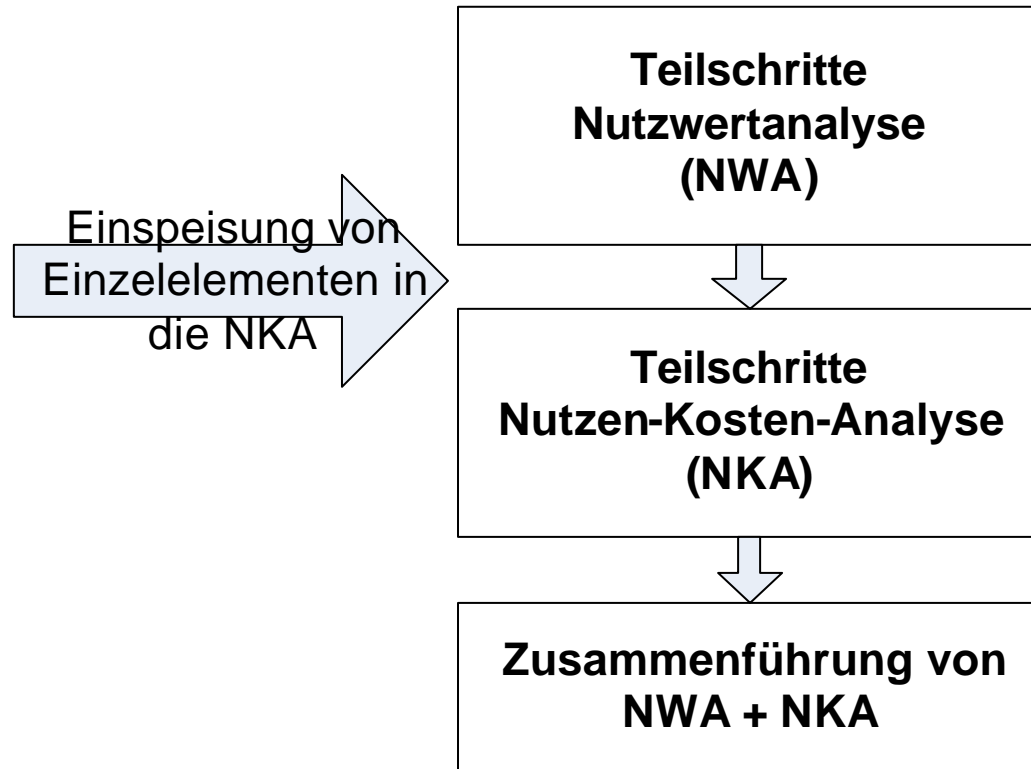 Teilschritte
Nutzwertanalyse
(NWA)
Einspeisung von
Einzelelementen in
die NKA
Teilschritte
Nutzen-Kosten-Analyse
(NKA)
Zusammenführung von
NWA + NKA